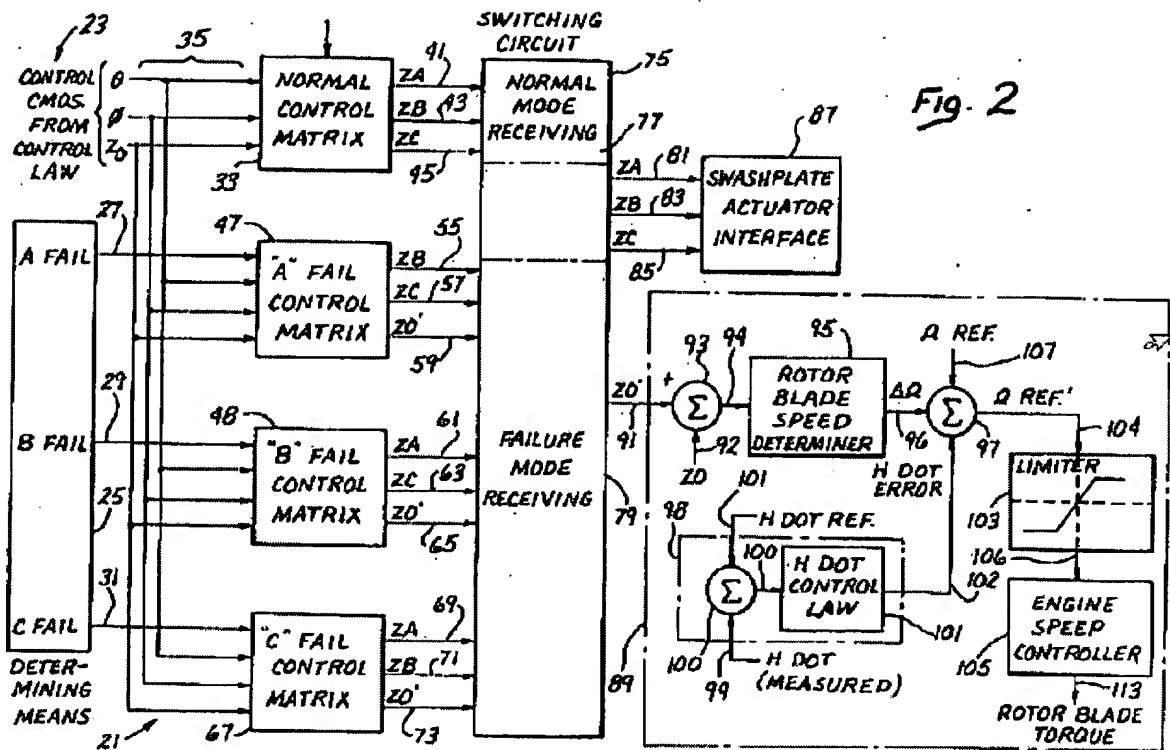 Fig. 2
23
35
CONTROL
CMDS.
FROM
CONTROL
LAW
θ
ϕ
Z0
NORMAL
CONTROL
MATRIX
33
ZA
41
ZB
43
ZC
45
SWITCHING
CIRCUIT
NORMAL
MODE
RECEIVING
75
77
ZA
81
ZB
83
ZC
85
87
SWASHPLATE
ACTUATOR
INTERFACE
A FAIL
27
B FAIL
29
25
C FAIL
31
DETER-
MINING
MEANS
21
47
"A" FAIL
CONTROL
MATRIX
ZB
55
ZC
57
ZO'
59
48
"B" FAIL
CONTROL
MATRIX
ZA
61
ZC
63
ZO'
65
"C" FAIL
CONTROL
MATRIX
67
ZA
69
ZB
71
ZO'
73
FAILURE
MODE
RECEIVING
79
ZO'
91
+
Σ
93
92
ZO
94
95
ROTOR
BLADE
SPEED
DETERMINER
ΔΩ
96
Ω REF.
107
Σ
97
Ω REF.'
104
H DOT
ERROR
LIMITER
103
106
98
101
H DOT REF.
Σ
100
100
H DOT
CONTROL
LAW
101
102
99
H DOT
(MEASURED)
89
ENGINE
SPEED
CONTROLLER
105
113
ROTOR BLADE
TORQUE